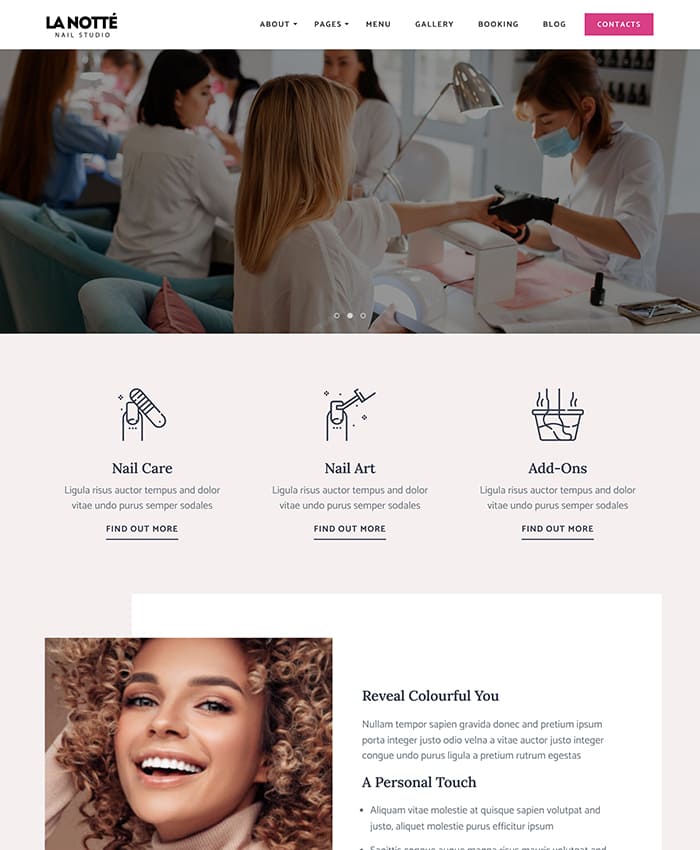 LA NOTTÉ
NAIL STUDIO
ABOUT PAGES MENU GALLERY BOOKING BLOG CONTACTS
Nail Care
Ligula risus auctor tempus and dolor
vitae undo purus semper sodales
FIND OUT MORE
Nail Art
Ligula risus auctor tempus and dolor
vitae undo purus semper sodales
FIND OUT MORE
Add-Ons
Ligula risus auctor tempus and dolor
vitae undo purus semper sodales
FIND OUT MORE
Reveal Colourful You
Nullam tempor sapien gravida donec and pretium ipsum
porta integer justo odio velna a vitae auctor justo integer
congue undo purus ligula a pretium rutrum egestas
A Personal Touch
Aliquam vitae molestie at quisque sapien volutpat and
justo, aliquet molestie purus efficitur ipsum